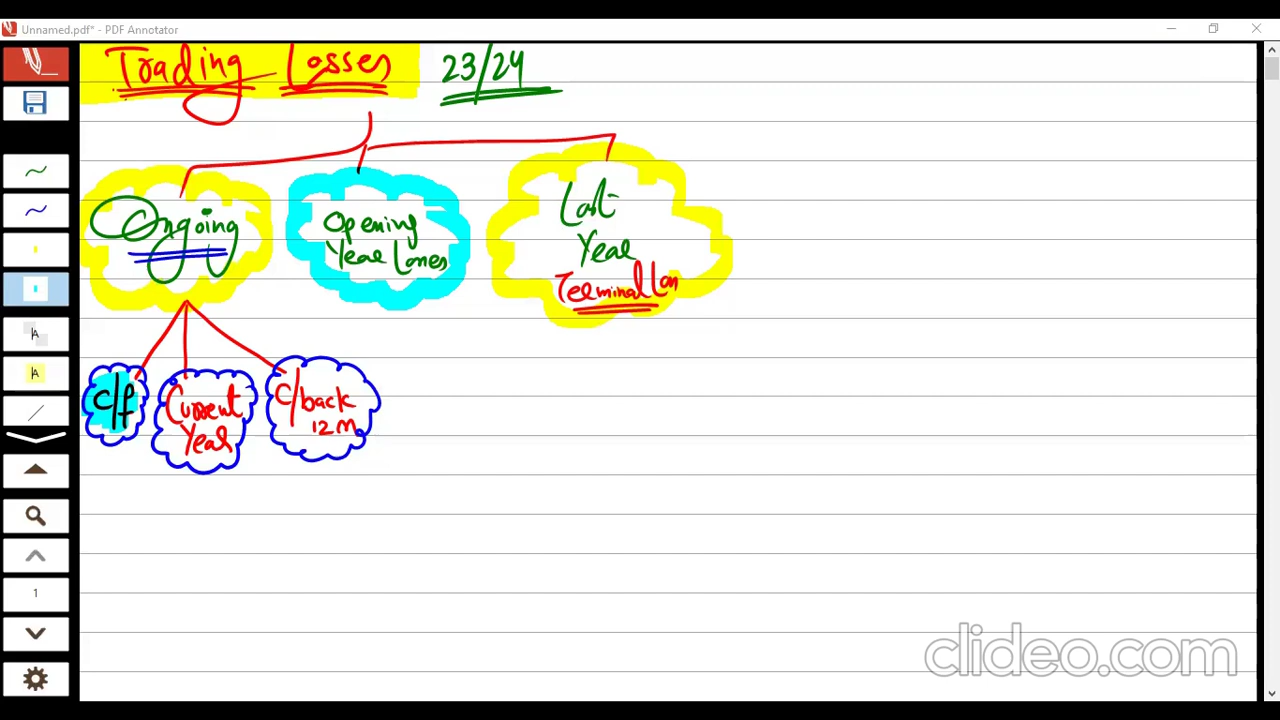 Unnamed.pdf* - PDF Annotator
Trading Losses 23/24
Ongoing
Opening
Year Losses
Last
Year
Terminal Loss
c/f
Current
Year
C/back
12M
A
A
1
clideo.com